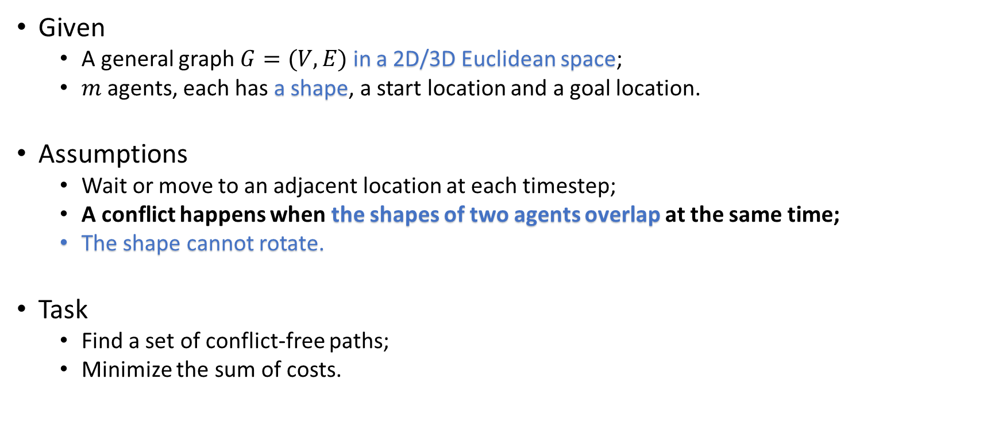 • Given
• A general graph G = (V, E) in a 2D/3D Euclidean space;
• m agents, each has a shape, a start location and a goal location.
• Assumptions
• Wait or move to an adjacent location at each timestep;
• A conflict happens when the shapes of two agents overlap at the same time;
• The shape cannot rotate.
• Task
• Find a set of conflict-free paths;
• Minimize the sum of costs.